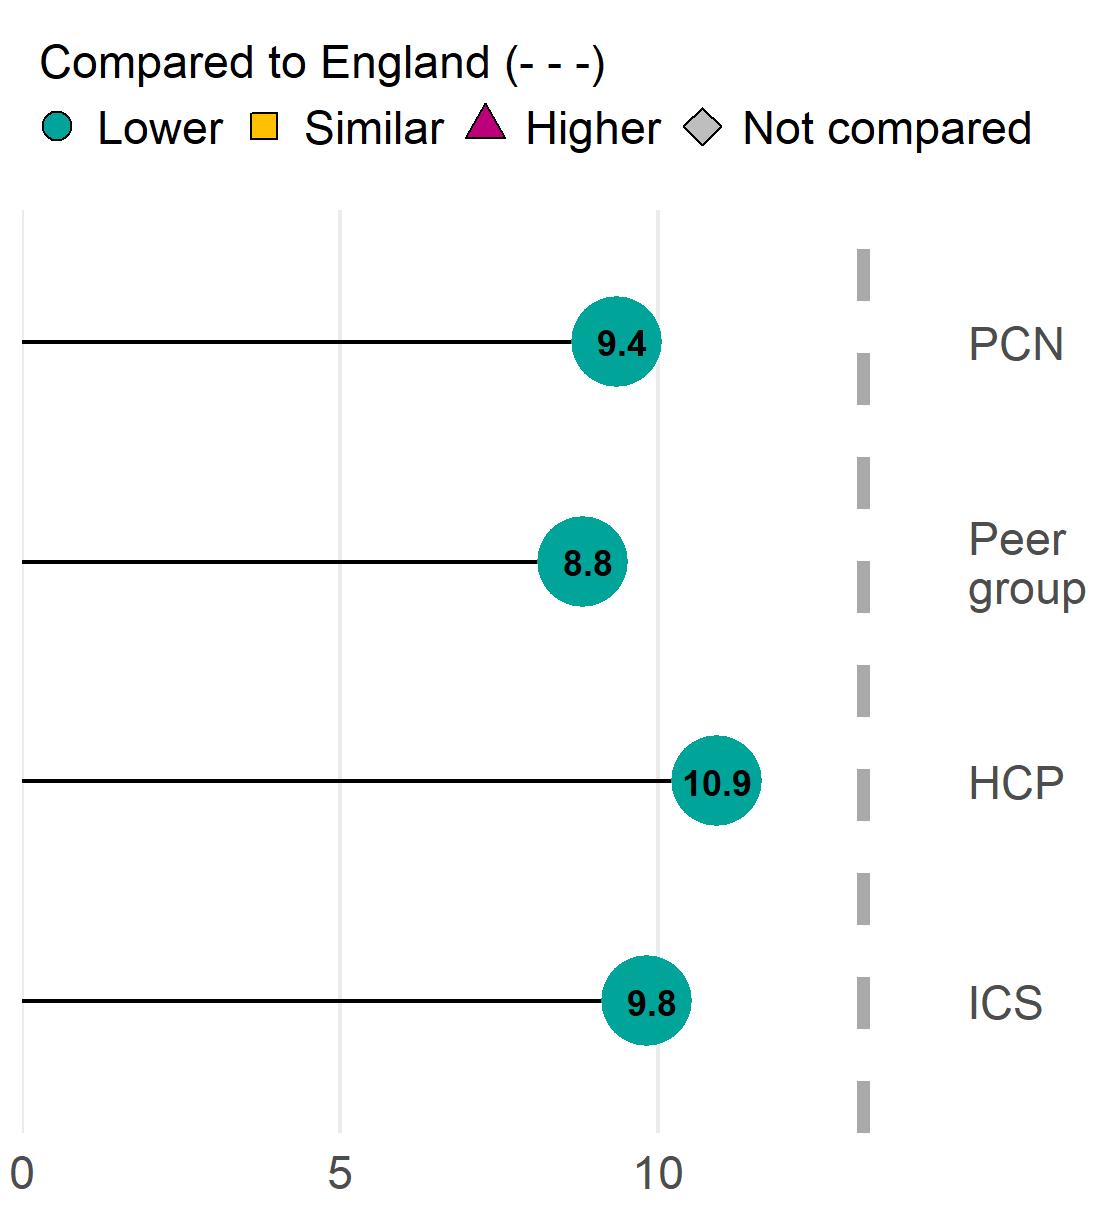 Compared to England (- - -)
Lower Similar Higher Not compared
9.4 PCN
8.8 Peer group
10.9 HCP
9.8 ICS
0 5 10